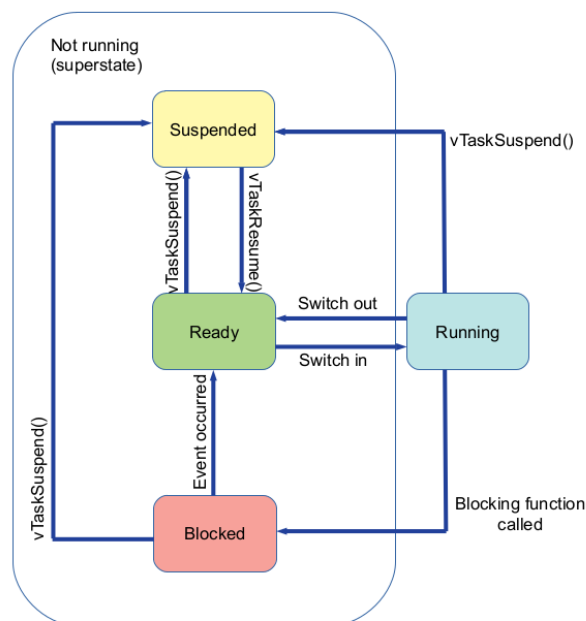 Not running
(superstate)
Suspended
vTaskSuspend()
vTaskSuspend()
vTaskResume()
Switch out
Ready
Running
Switch in
Event occurred
vTaskSuspend()
Blocking function
called
Blocked